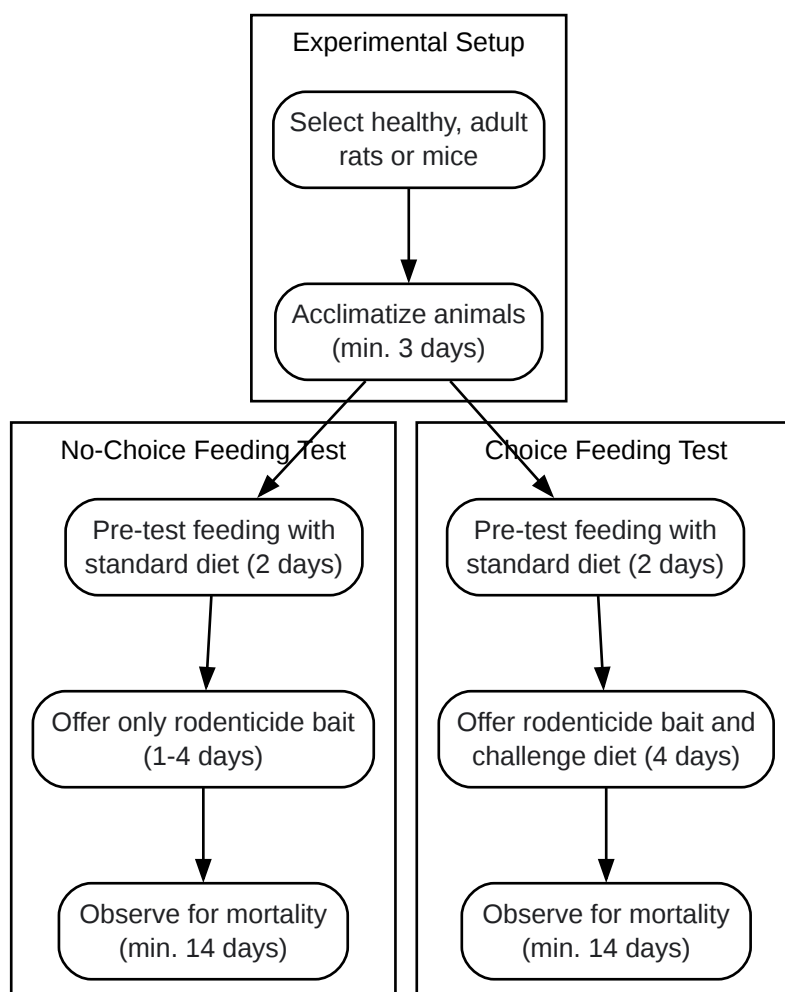 Experimental Setup
Select healthy, adult
rats or mice
Acclimatize animals
(min. 3 days)
No-Choice Feeding Test
Pre-test feeding with
standard diet (2 days)
Offer only rodenticide bait
(1-4 days)
Observe for mortality
(min. 14 days)
Choice Feeding Test
Pre-test feeding with
standard diet (2 days)
Offer rodenticide bait and
challenge diet (4 days)
Observe for mortality
(min. 14 days)